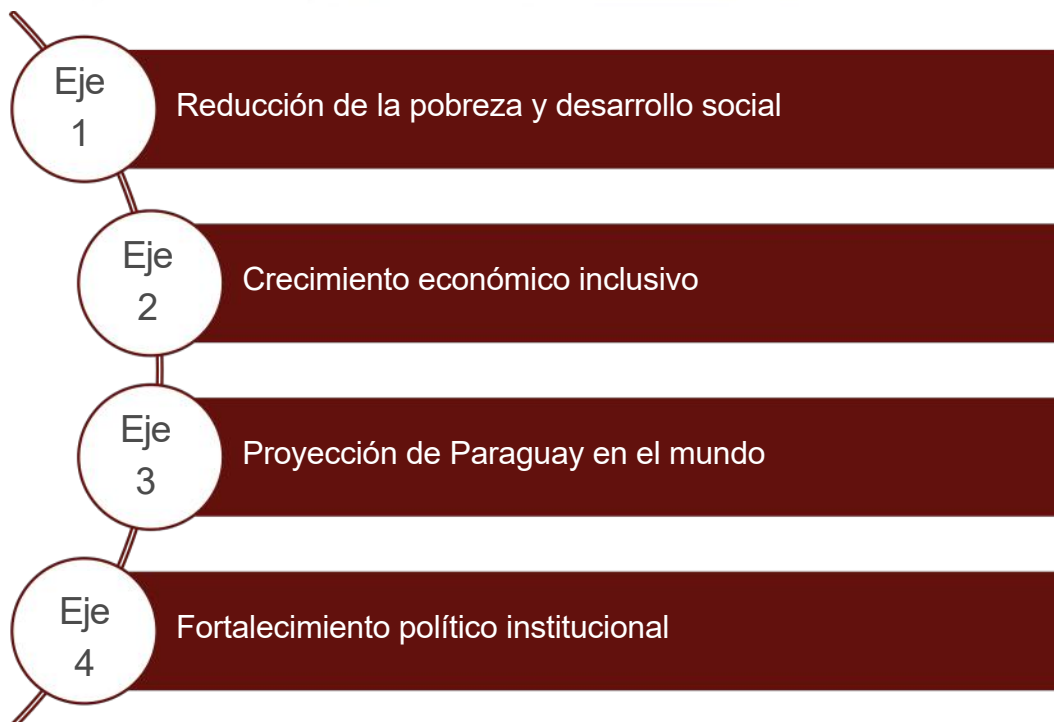 Eje
1
Reducción de la pobreza y desarrollo social
Eje
2
Crecimiento económico inclusivo
Eje
3
Proyección de Paraguay en el mundo
Eje
4
Fortalecimiento político institucional